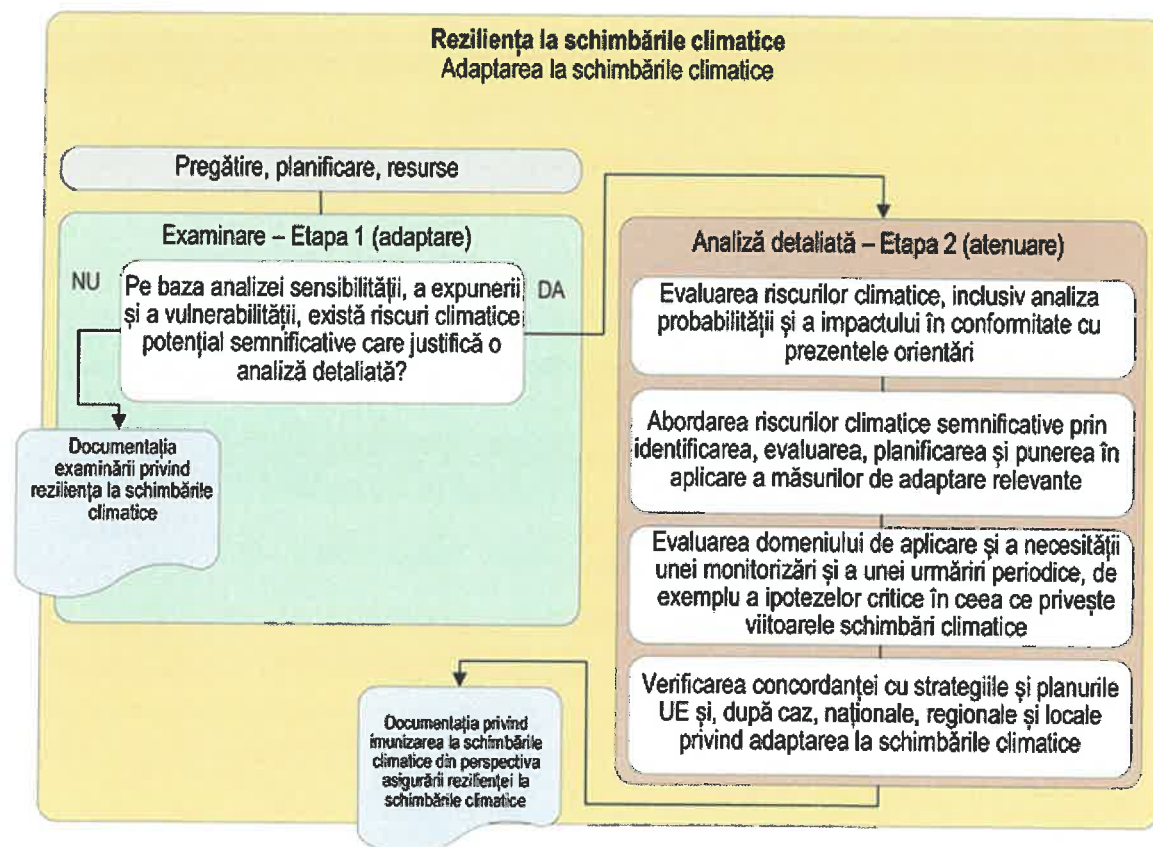 Reziliența la schimbările climatice
Adaptarea la schimbările climatice
Pregătire, planificare, resurse
Examinare – Etapa 1 (adaptare)
NU
DA
Pe baza analizei sensibilității, a expunerii
și a vulnerabilității, există riscuri climatice
potențial semnificative care justifică o
analiză detaliată?
Documentația
examinării privind
reziliența la schimbările
climatice
Analiză detaliată – Etapa 2 (atenuare)
Evaluarea riscurilor climatice, inclusiv analiza
probabilității și a impactului în conformitate cu
prezentele orientări
Abordarea riscurilor climatice semnificative prin
identificarea, evaluarea, planificarea și punerea în
aplicare a măsurilor de adaptare relevante
Evaluarea domeniului de aplicare și a necesității
unei monitorizări și a unei urmăriri periodice, de
exemplu a ipotezelor critice în ceea ce privește
viitoarele schimbări climatice
Verificarea concordanței cu strategiile și planurile
UE și, după caz, naționale, regionale și locale
privind adaptarea la schimbările climatice
Documentația privind
imunizarea la schimbările
climatice din perspectiva
asigurării rezilienței la
schimbările climatice